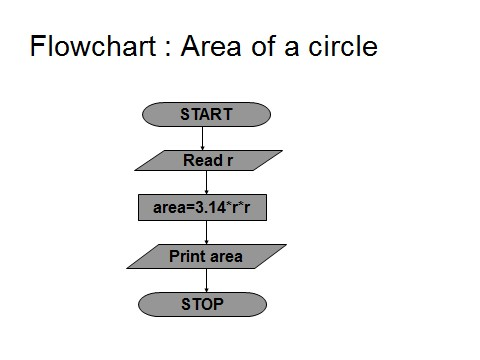 Flowchart : Area of a circle
START
Read r
area=3.14*r*r
Print area
STOP